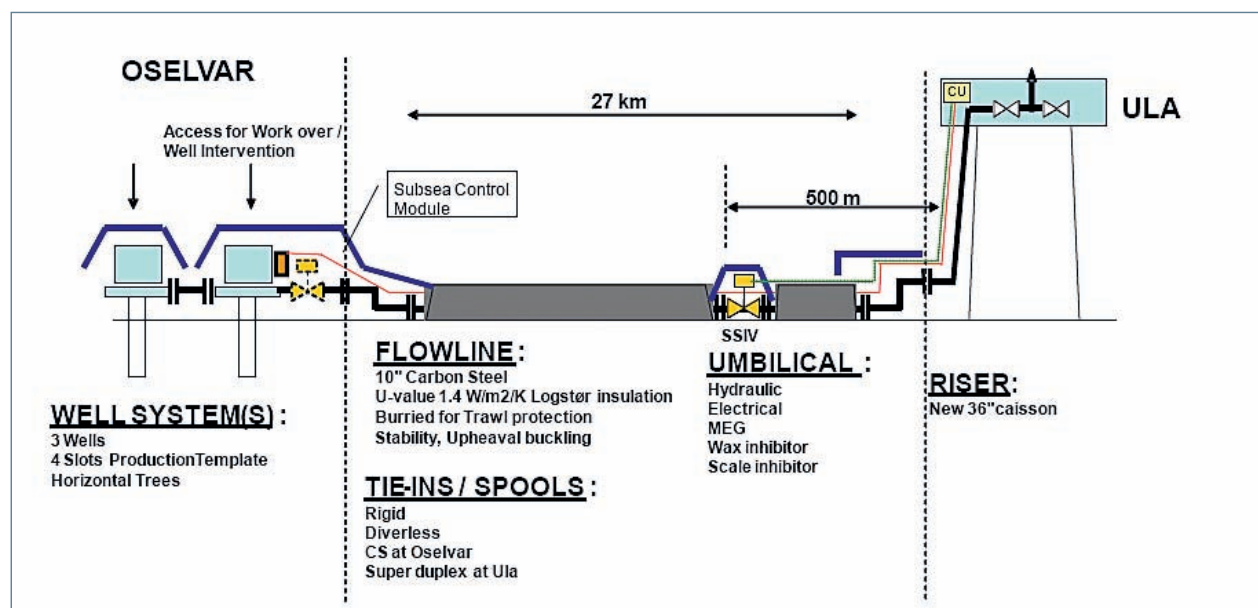 OSELVAR
Access for Work over /
Well Intervention
Subsea Control
Module
27 km
500 m
CU
ULA
SSIV
WELL SYSTEM(S) :
3 Wells
4 Slots ProductionTemplate
Horizontal Trees
FLOWLINE :
10" Carbon Steel
U-value 1.4 W/m2/K Logstør insulation
Burried for Trawl protection
Stability, Upheaval buckling
TIE-INS / SPOOLS :
Rigid
Diverless
CS at Oselvar
Super duplex at Ula
UMBILICAL :
Hydraulic
Electrical
MEG
Wax inhibitor
Scale inhibitor
RISER:
New 36"caisson